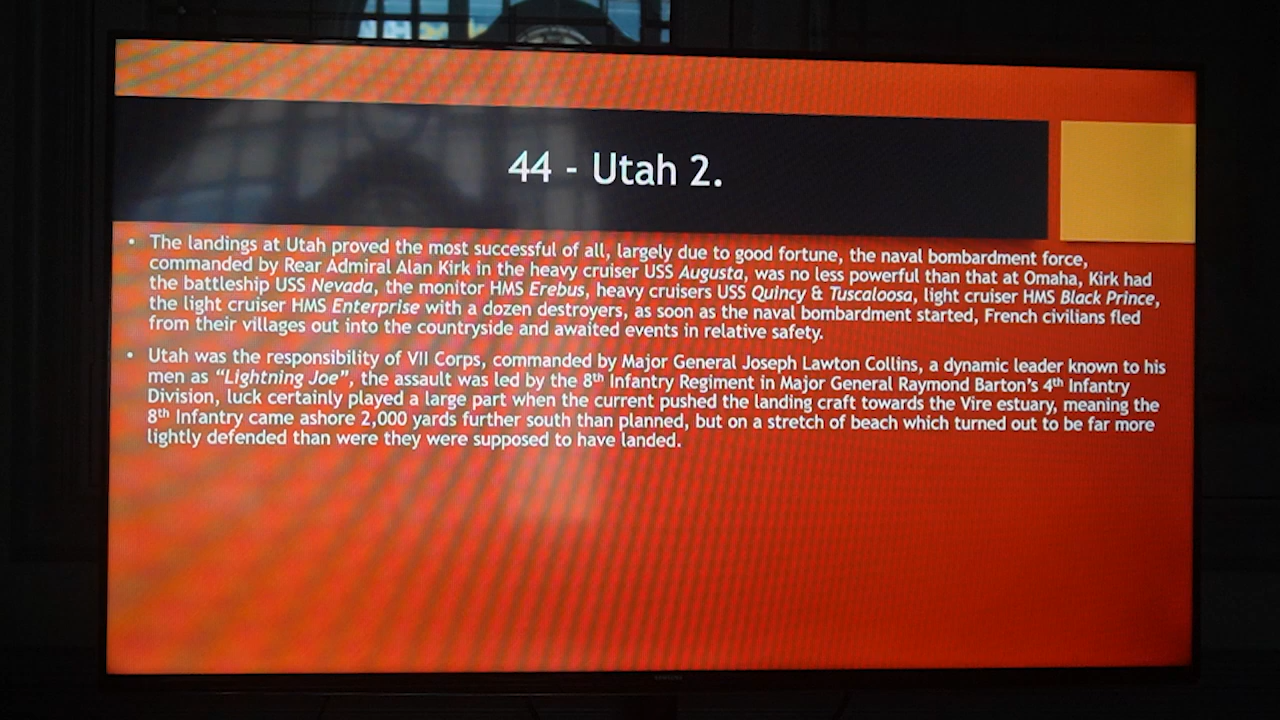 44 - Utah 2.
• The landings at Utah proved the most successful of all, largely due to good fortune, the naval bombardment force,
commanded by Rear Admiral Alan Kirk in the heavy cruiser USS Augusta, was no less powerful than that at Omaha, Kirk had
the battleship USS Nevada, the monitor HMS Erebus, heavy cruisers USS Quincy & Tuscaloosa, light cruiser HMS Black Prince,
the light cruiser HMS Enterprise with a dozen destroyers, as soon as the naval bombardment started, French civilians fled
from their villages out into the countryside and awaited events in relative safety.
• Utah was the responsibility of VII Corps, commanded by Major General Joseph Lawton Collins, a dynamic leader known to his
men as “Lightning Joe”, the assault was led by the 8th Infantry Regiment in Major General Raymond Barton’s 4th Infantry
Division, luck certainly played a large part when the current pushed the landing craft towards the Vire estuary, meaning the
8th Infantry came ashore 2,000 yards further south than planned, but on a stretch of beach which turned out to be far more
lightly defended than were they were supposed to have landed.